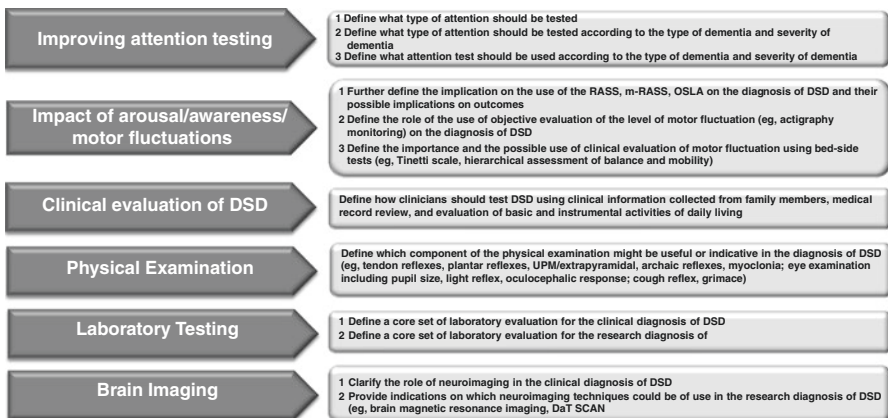 Improving attention testing
1 Define what type of attention should be tested
2 Define what type of attention should be tested according to the type of dementia and severity of
dementia
3 Define what attention test should be used according to the type of dementia and severity of dementia
Impact of arousal/awareness/
motor fluctuations
1 Further define the implication on the use of the RASS, m-RASS, OSLA on the diagnosis of DSD and their
possible implications on outcomes
2 Define the role of the use of objective evaluation of the level of motor fluctuation (eg, actigraphy
monitoring) on the diagnosis of DSD
3 Define the importance and the possible use of clinical evaluation of motor fluctuation using bed-side
tests (eg, Tinetti scale, hierarchical assessment of balance and mobility)
Clinical evaluation of DSD
Define how clinicians should test DSD using clinical information collected from family members, medical
record review, and evaluation of basic and instrumental activities of daily living
Physical Examination
Define which component of the physical examination might be useful or indicative in the diagnosis of DSD
(eg, tendon reflexes, plantar reflexes, UPM/extrapyramidal, archaic reflexes, myoclonia; eye examination
including pupil size, light reflex, oculocephalic response; cough reflex, grimace)
Laboratory Testing
1 Define a core set of laboratory evaluation for the clinical diagnosis of DSD
2 Define a core set of laboratory evaluation for the research diagnosis of
Brain Imaging
1 Clarify the role of neuroimaging in the clinical diagnosis of DSD
2 Provide indications on which neuroimaging techniques could be of use in the research diagnosis of DSD
(eg, brain magnetic resonance imaging, DaT SCAN